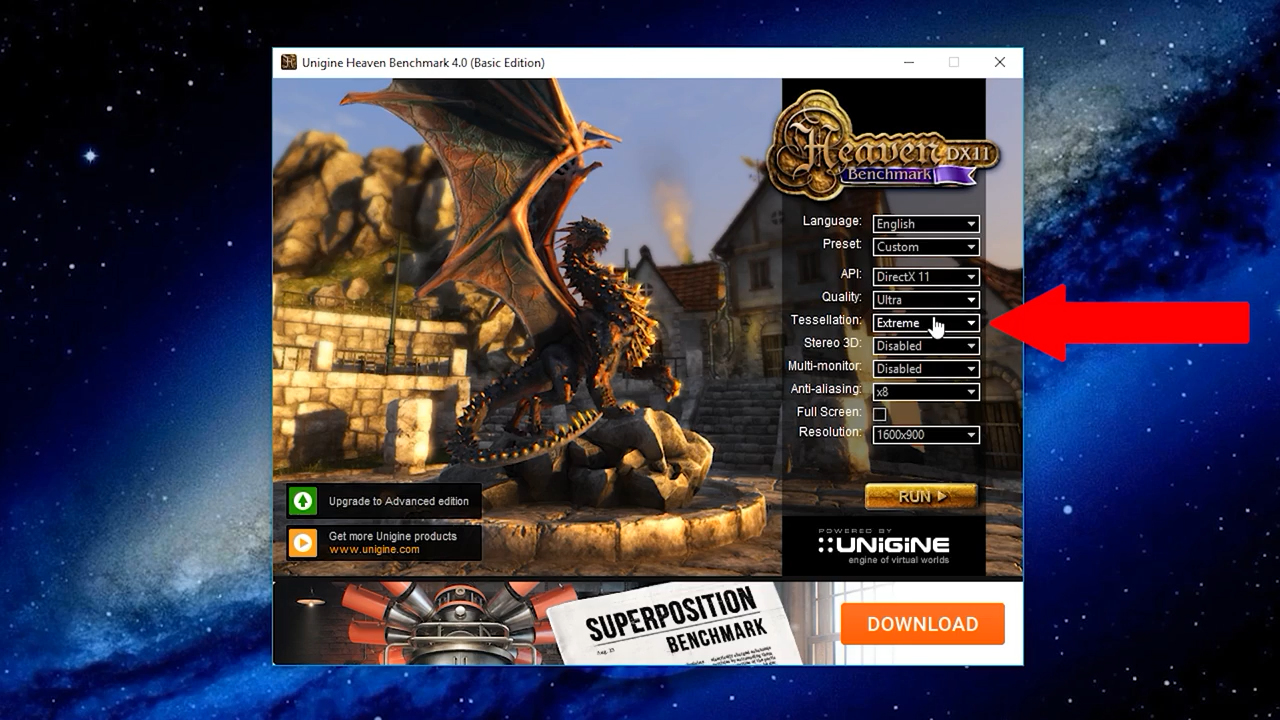 Unigine Heaven Benchmark 4.0 (Basic Edition)
Heaven DX11
Benchmark
Language: English
Preset: Custom
API: DirectX 11
Quality: Ultra
Tessellation: Extreme
Stereo 3D: Disabled
Multi-monitor: Disabled
Anti-aliasing: x8
Full Screen:
Resolution: 1600x900
RUN
Upgrade to Advanced edition
Get more Unigine products
www.unigine.com
POWERED BY
UNiGiNE
engine of virtual worlds
SUPERPOSITION
BENCHMARK
DOWNLOAD